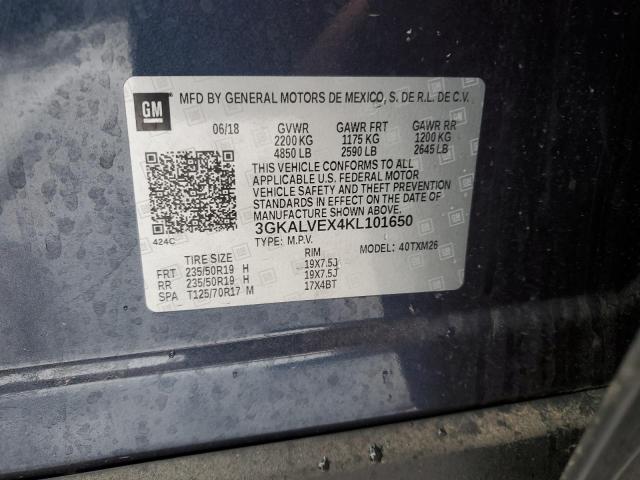 GM MFD BY GENERAL MOTORS DE MEXICO, S. DE R.L. DE C.V.
06/18 GVWR GAWR FRT GAWR RR
2200 KG 1175 KG 1200 KG
4850 LB 2590 LB 2645 LB
THIS VEHICLE CONFORMS TO ALL
APPLICABLE U.S. FEDERAL MOTOR
VEHICLE SAFETY AND THEFT PREVENTION
STANDARDS IN EFFECT ON THE DATE OF
MANUFACTURE SHOWN ABOVE.
3GKALVEX4KL101650
424C TYPE: M.P.V. MODEL: 40TXM26
TIRE SIZE RIM
FRT 235/50R19 H 19X7.5J
RR 235/50R19 H 19X7.5J
SPA T125/70R17 M 17X4BT